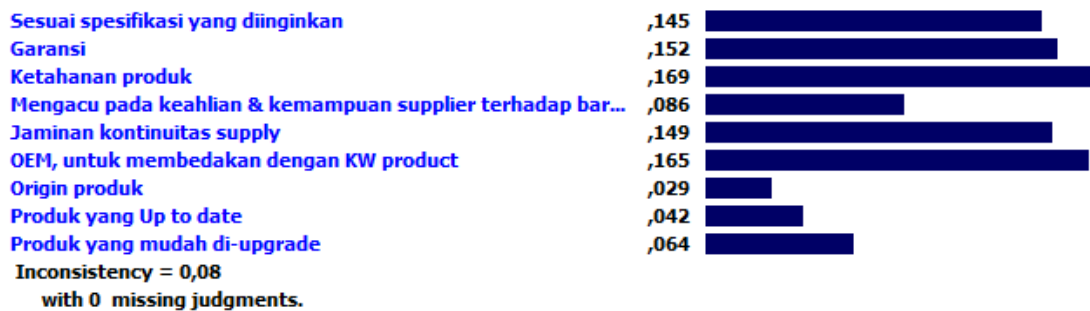 Sesuai spesifikasi yang diinginkan ,145
Garansi ,152
Ketahanan produk ,169
Mengacu pada keahlian & kemampuan supplier terhadap bar... ,086
Jaminan kontinuitas supply ,149
OEM, untuk membedakan dengan KW product ,165
Origin produk ,029
Produk yang Up to date ,042
Produk yang mudah di-upgrade ,064
Inconsistency = 0,08
with 0 missing judgments.